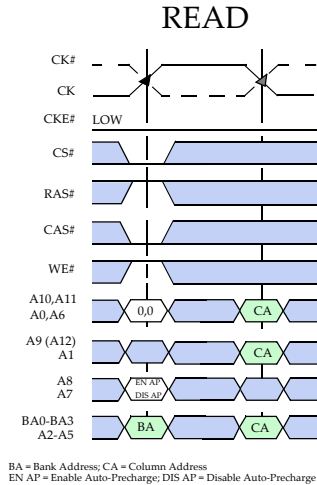 READ
CK#
CK
CKE# LOW
CS#
RAS#
CAS#
WE#
A10,A11
A0,A6
0,0
CA
A9 (A12)
A1
CA
A8
A7
EN AP
DIS AP
BA0-BA3
A2-A5
BA
CA
BA = Bank Address; CA = Column Address
EN AP = Enable Auto-Precharge; DIS AP = Disable Auto-Precharge